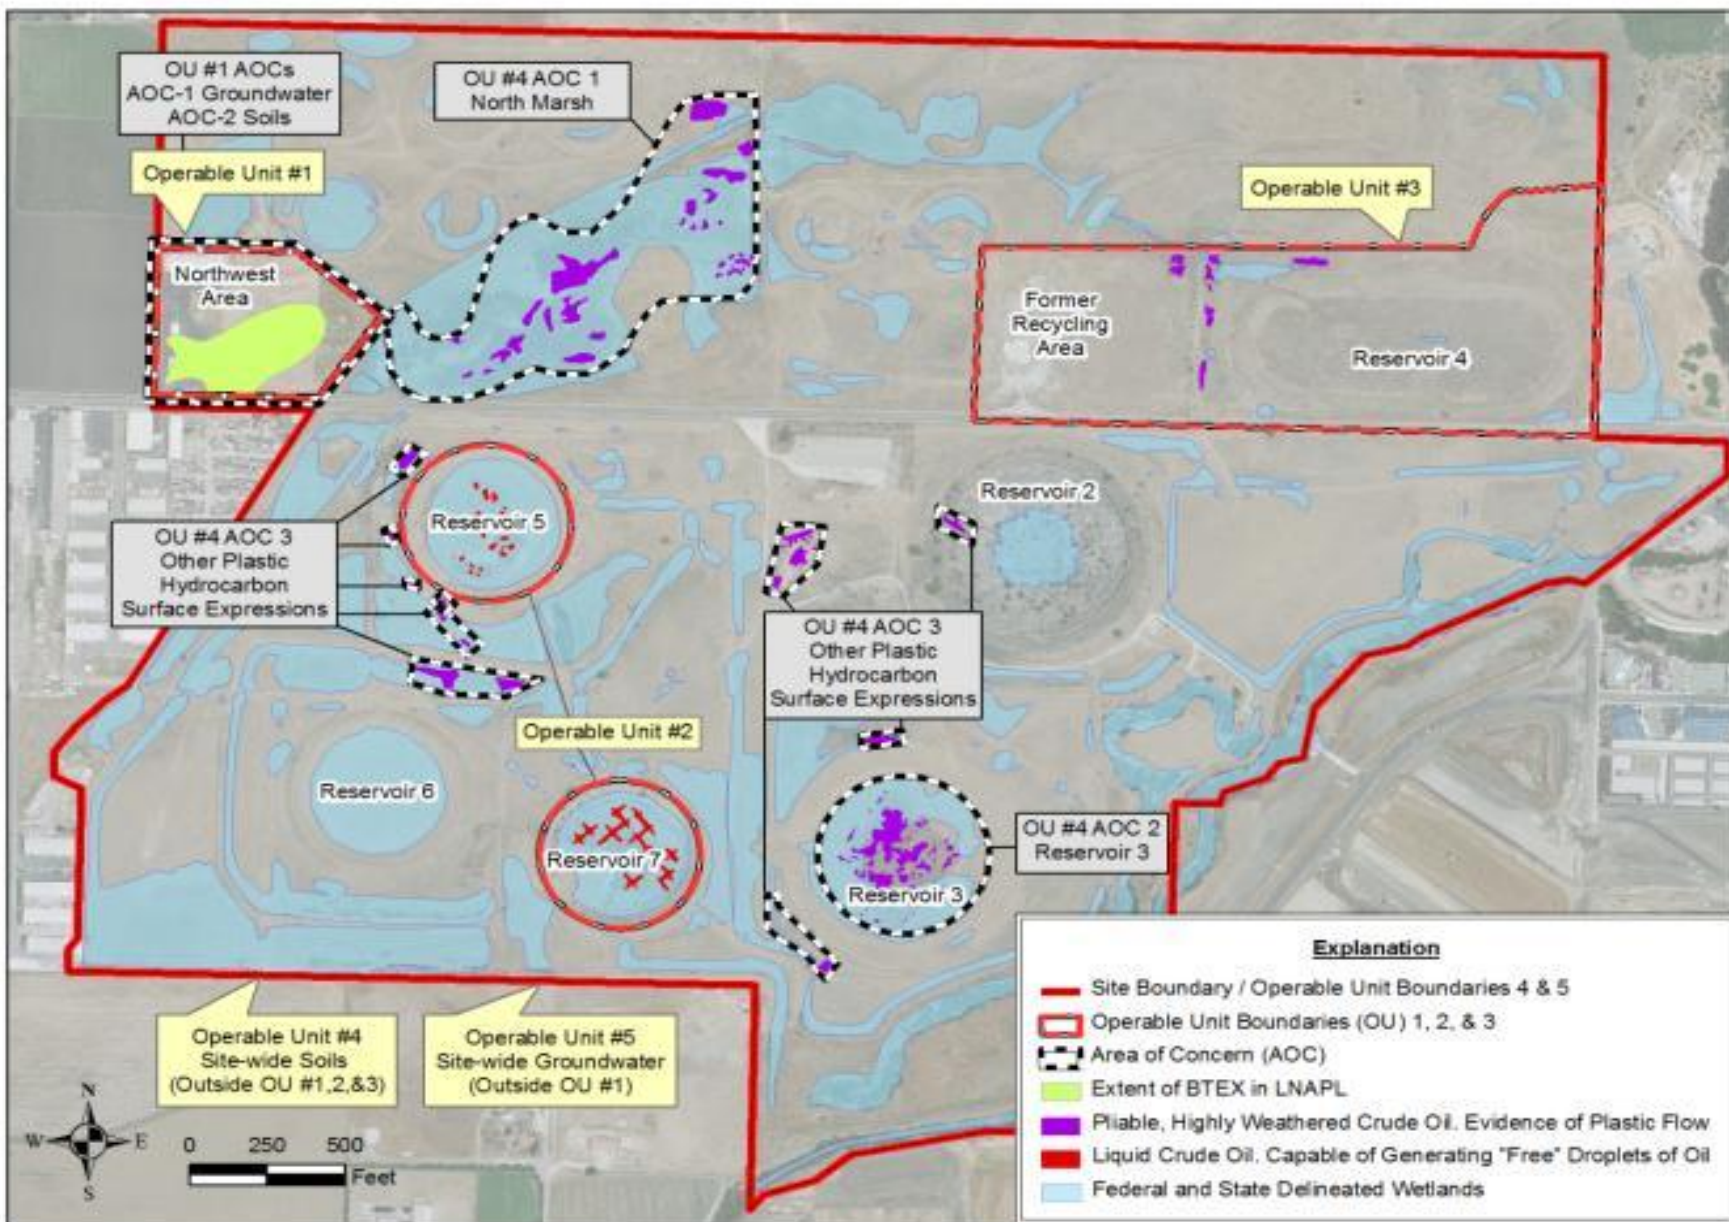 OU #1 AOCs
AOC-1 Groundwater
AOC-2 Soils
OU #4 AOC 1
North Marsh
Operable Unit #1
Operable Unit #3
Northwest
Area
Former
Recycling
Area
Reservoir 4
Reservoir 5
Reservoir 2
OU #4 AOC 3
Other Plastic
Hydrocarbon
Surface Expressions
OU #4 AOC 3
Other Plastic
Hydrocarbon
Surface Expressions
Operable Unit #2
Reservoir 6
Reservoir 7
Reservoir 3
OU #4 AOC 2
Reservoir 3
Operable Unit #4
Site-wide Soils
(Outside OU #1,2,&3)
Operable Unit #5
Site-wide Groundwater
(Outside OU #1)
N
W E
S
0 250 500
Feet
Explanation
Site Boundary / Operable Unit Boundaries 4 & 5
Operable Unit Boundaries (OU) 1, 2, & 3
Area of Concern (AOC)
Extent of BTEX in LNAPL
Pliable, Highly Weathered Crude Oil. Evidence of Plastic Flow
Liquid Crude Oil. Capable of Generating "Free" Droplets of Oil
Federal and State Delineated Wetlands